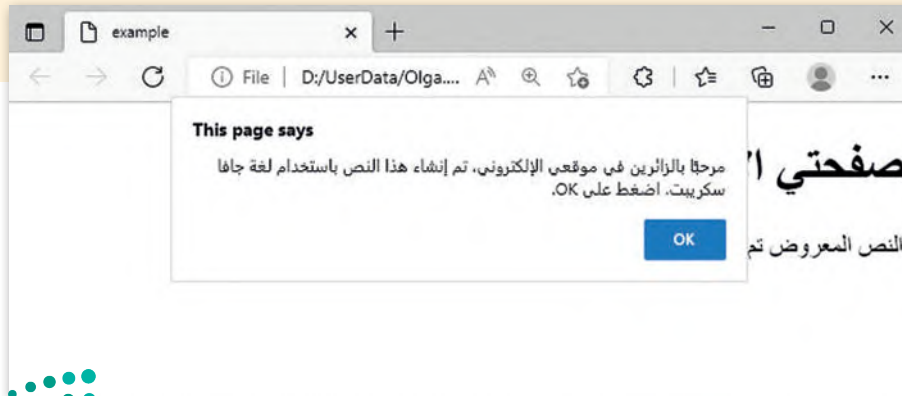 example
File | D:/UserData/Olga....
This page says
مرحبًا بالزائرين في موقعي الإلكتروني، تم إنشاء هذا النص باستخدام لغة جافا
سكريبت. اضغط على OK.
OK
صفحتي
النص المعروض تم